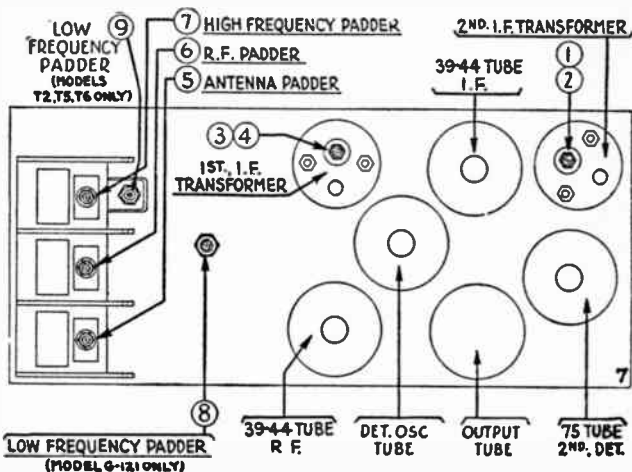 LOW
FREQUENCY
PADDER
(MODELS
T2,T5,T6 ONLY)
9
7 HIGH FREQUENCY PADDER
6 R.F. PADDER
5 ANTENNA PADDER
2ND. I.F. TRANSFORMER
1
2
39-44 TUBE
I.F.
3 4
1ST., I.F.
TRANSFORMER
7
8
LOW FREQUENCY PADDER
(MODEL G-121 ONLY)
39-44 TUBE
R F.
DET. OSC
TUBE
OUTPUT
TUBE
75 TUBE
2ND. DET.